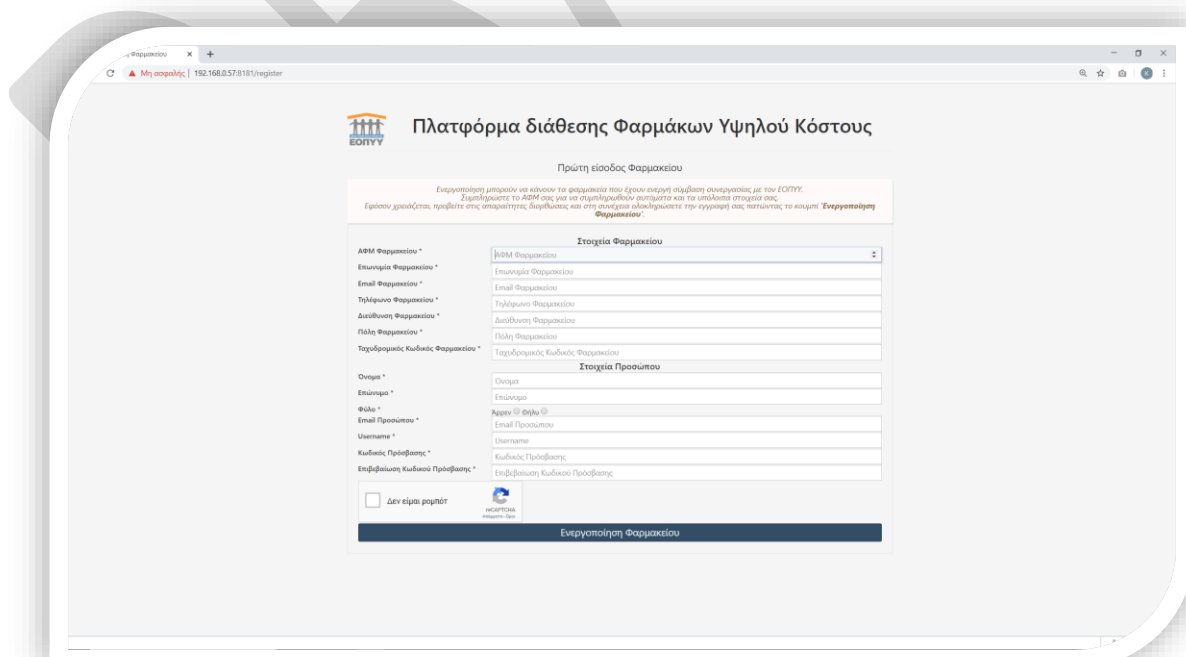 Φαρμακείου
Μη ασφαλής | 192.168.0.57:8181/register
ΕΟΠΥΥ
Πλατφόρμα διάθεσης Φαρμάκων Υψηλού Κόστους
Πρώτη είσοδος Φαρμακείου
Ενεργοποίηση μπορούν να κάνουν τα φαρμακεία που έχουν ενεργή σύμβαση συνεργασίας με τον ΕΟΠΥΥ.
Συμπληρώστε το ΑΦΜ σας για να συμπληρωθούν αυτόματα και τα υπόλοιπα στοιχεία σας.
Εφόσον χρειάζεται, προβείτε στις απαραίτητες διορθώσεις και στη συνέχεια ολοκληρώσετε την εγγραφή σας πατώντας το κουμπί "Ενεργοποίηση
Φαρμακείου".
Στοιχεία Φαρμακείου
ΑΦΜ Φαρμακείου * ΑΦΜ Φαρμακείου
Επωνυμία Φαρμακείου * Επωνυμία Φαρμακείου
Email Φαρμακείου * Email Φαρμακείου
Τηλέφωνο Φαρμακείου * Τηλέφωνο Φαρμακείου
Διεύθυνση Φαρμακείου * Διεύθυνση Φαρμακείου
Πόλη Φαρμακείου * Πόλη Φαρμακείου
Ταχυδρομικός Κωδικός Φαρμακείου * Ταχυδρομικός Κωδικός Φαρμακείου
Στοιχεία Προσώπου
Όνομα * Όνομα
Επώνυμο * Επώνυμο
Φύλο * Άρρεν Θήλυ
Email Προσώπου * Email Προσώπου
Username * Username
Κωδικός Πρόσβασης * Κωδικός Πρόσβασης
Επιβεβαίωση Κωδικού Πρόσβασης * Επιβεβαίωση Κωδικού Πρόσβασης
Δεν είμαι ρομπότ
reCAPTCHA
Ενεργοποίηση Φαρμακείου